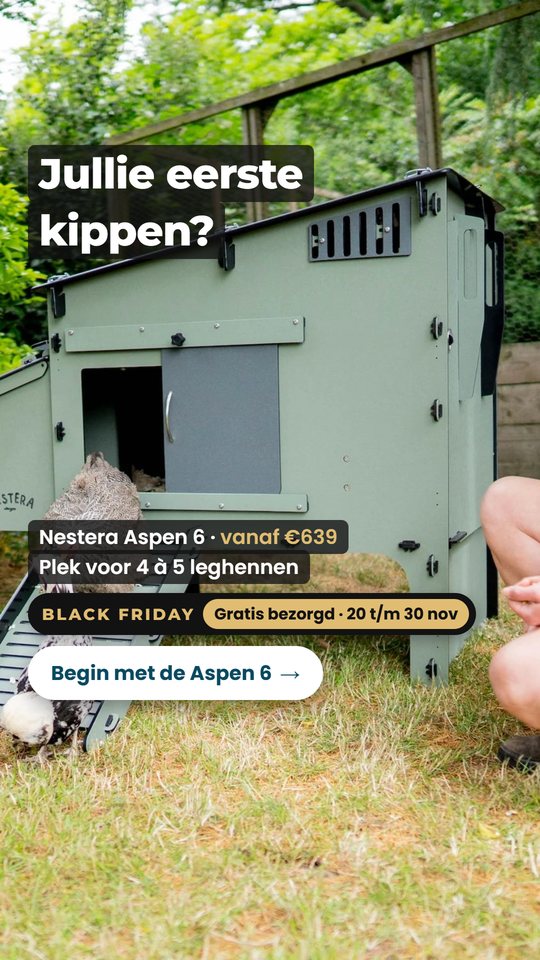 Jullie eerste
kippen?
Nestera Aspen 6 · vanaf €639
Plek voor 4 à 5 leghennen
BLACK FRIDAY Gratis bezorgd · 20 t/m 30 nov
Begin met de Aspen 6 →